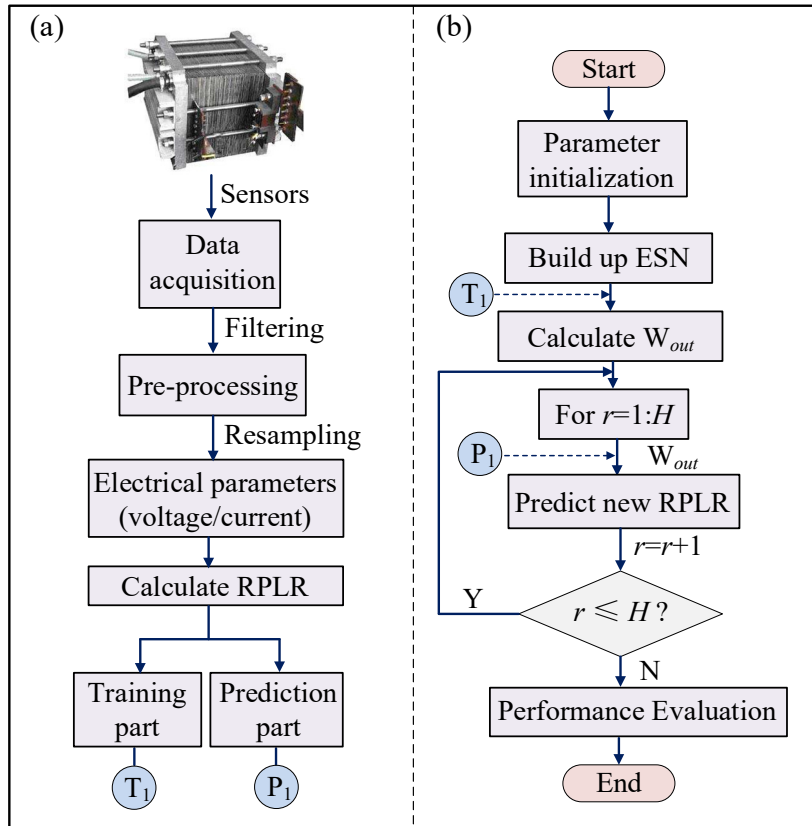 (a)
Sensors
Data
acquisition
Filtering
Pre-processing
Resampling
Electrical parameters
(voltage/current)
Calculate RPLR
Training
part
Prediction
part
T₁
P₁
(b)
Start
Parameter
initialization
Build up ESN
T₁
Calculate Wₒᵤₜ
For r=1:H
P₁
Wₒᵤₜ
Predict new RPLR
r=r+1
Y
r ≤ H ?
N
Performance Evaluation
End